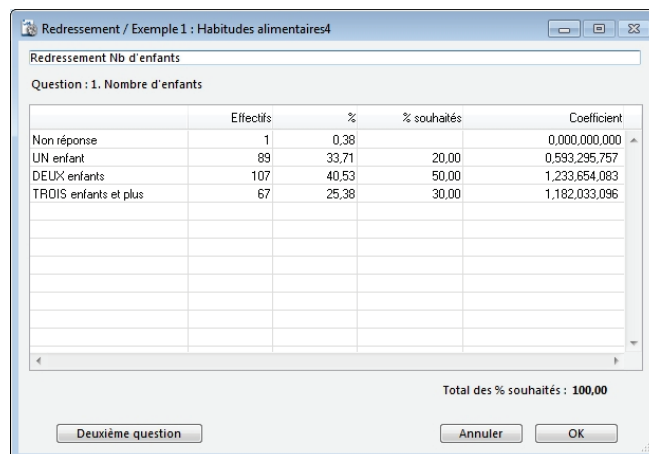 Redressement / Exemple 1 : Habitudes alimentaires4
Redressement Nb d'enfants
Question : 1. Nombre d'enfants
Effectifs % % souhaités Coefficient
Non réponse 1 0,38 0,000,000,000
UN enfant 89 33,71 20,00 0,593,295,757
DEUX enfants 107 40,53 50,00 1,233,654,083
TROIS enfants et plus 67 25,38 30,00 1,182,033,096
Total des % souhaités : 100,00
Deuxième question Annuler OK